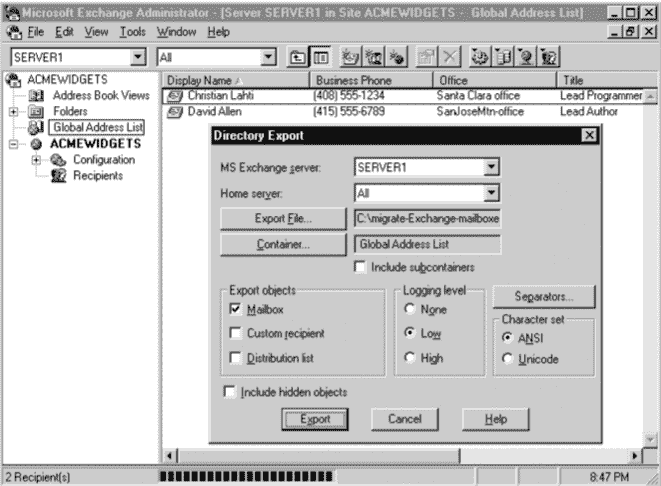 Microsoft Exchange Administrator - [Server SERVER1 in Site ACMEWIDGETS - Global Address List]
File Edit View Tools Window Help
SERVER1 All
ACMEWIDGETS
Address Book Views
Folders
Global Address List
ACMEWIDGETS
Configuration
Recipients
Display Name Business Phone Office Title
Christian Lahti (408) 555-1234 Santa Clara office Lead Programmer
David Allen (415) 555-6789 SanJoseMtn-office Lead Author
Directory Export
MS Exchange server: SERVER1
Home server: All
Export File... C:\migrate-Exchange-mailboxe
Container... Global Address List
Include subcontainers
Export objects
Mailbox
Custom recipient
Distribution list
Logging level
None
Low
High
Separators...
Character set
ANSI
Unicode
Include hidden objects
Export Cancel Help
2 Recipient(s) 8:47 PM